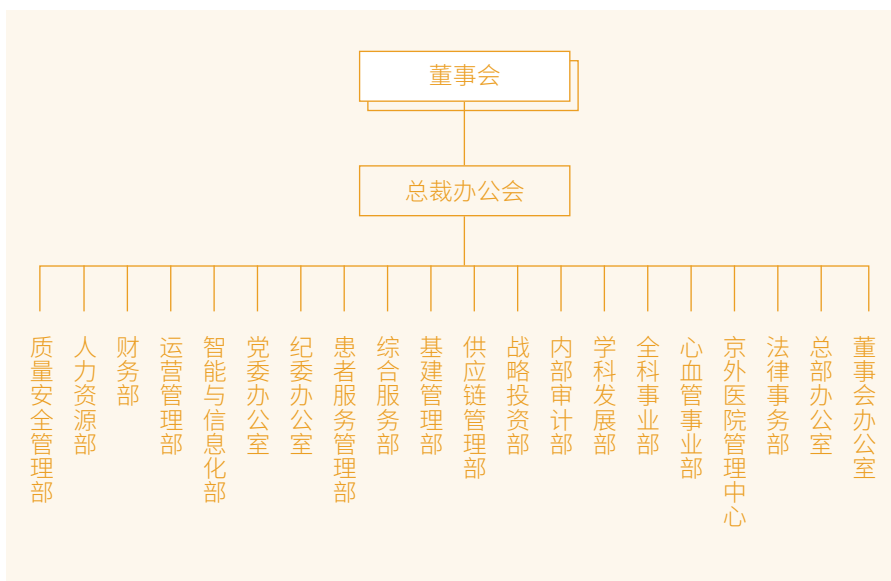 董事会
总裁办公会
质量安全管理部
人力资源部
财务部
运营管理部
智能与信息化部
党委办公室
纪委办公室
患者服务管理部
综合服务部
基建管理部
供应链管理部
战略投资部
内部审计部
学科发展部
全科事业部
心血管事业部
京外医院管理中心
法律事务部
总部办公室
董事会办公室